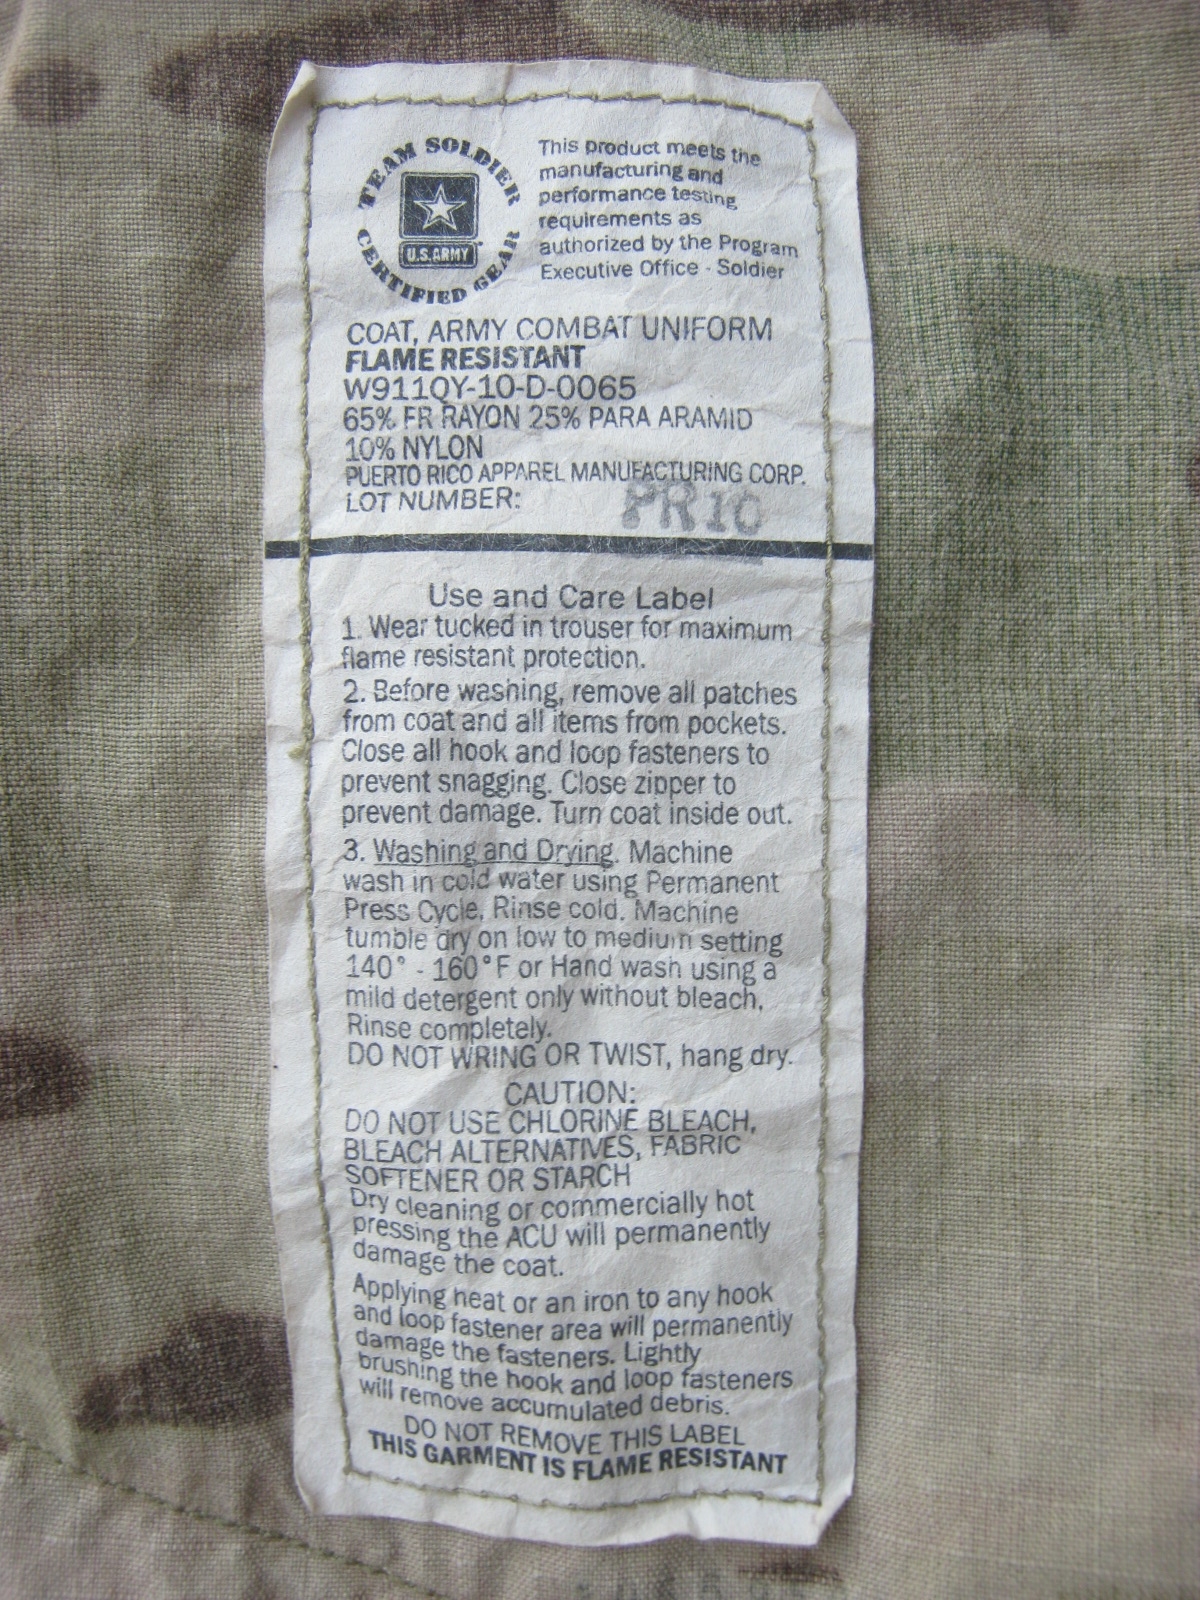 TEAM SOLDIER
CERTIFIED GEAR
U.S.ARMY
This product meets the
manufacturing and
performance testing
requirements as
authorized by the Program
Executive Office - Soldier
COAT, ARMY COMBAT UNIFORM
FLAME RESISTANT
W911QY-10-D-0065
65% FR RAYON 25% PARA ARAMID
10% NYLON
PUERTO RICO APPAREL MANUFACTURING CORP.
LOT NUMBER: PR10
Use and Care Label
1. Wear tucked in trouser for maximum
flame resistant protection.
2. Before washing, remove all patches
from coat and all items from pockets.
Close all hook and loop fasteners to
prevent snagging. Close zipper to
prevent damage. Turn coat inside out.
3. Washing and Drying. Machine
wash in cold water using Permanent
Press Cycle. Rinse cold. Machine
tumble dry on low to medium setting
140° - 160°F or Hand wash using a
mild detergent only without bleach.
Rinse completely.
DO NOT WRING OR TWIST, hang dry.
CAUTION:
DO NOT USE CHLORINE BLEACH,
BLEACH ALTERNATIVES, FABRIC
SOFTENER OR STARCH
Dry cleaning or commercially hot
pressing the ACU will permanently
damage the coat.
Applying heat or an iron to any hook
and loop fastener area will permanently
damage the fasteners. Lightly
brushing the hook and loop fasteners
will remove accumulated debris.
DO NOT REMOVE THIS LABEL
THIS GARMENT IS FLAME RESISTANT